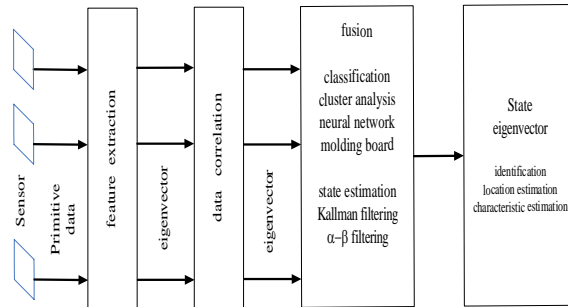 Sensor
Primitive
data
feature extraction
eigenvector
data correlation
eigenvector
fusion
classification
cluster analysis
neural network
molding board
state estimation
Kallman filtering
α−β filtering
State
eigenvector
identification
location estimation
characteristic estimation